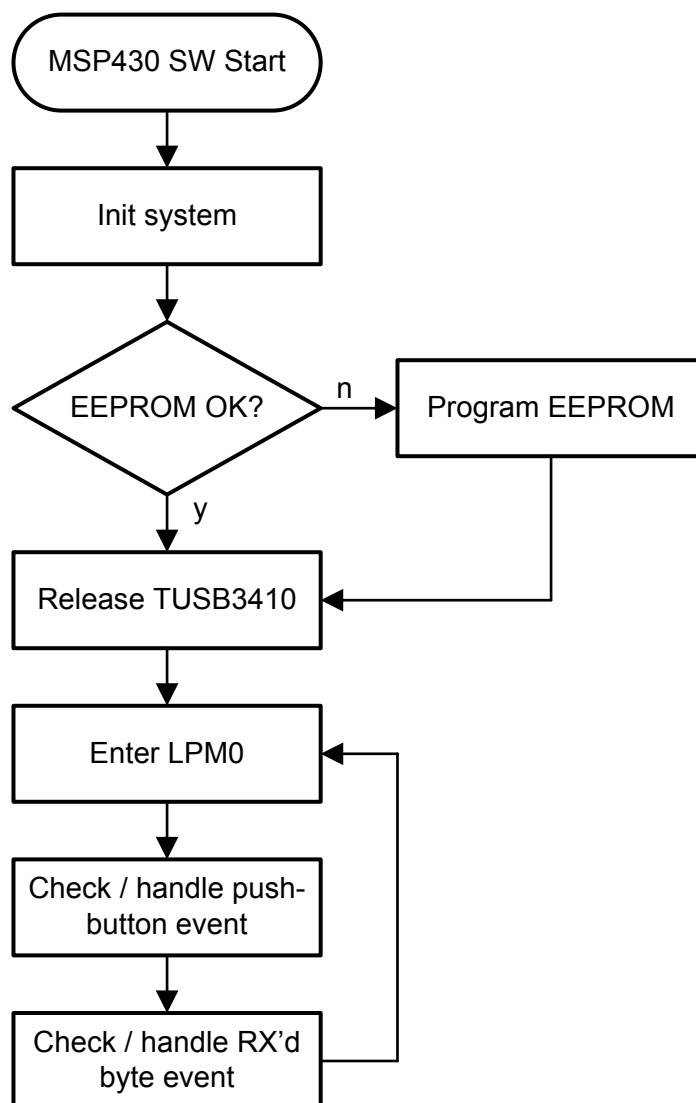 MSP430 SW Start
Init system
EEPROM OK?
n
Program EEPROM
y
Release TUSB3410
Enter LPM0
Check / handle push-
button event
Check / handle RX’d
byte event